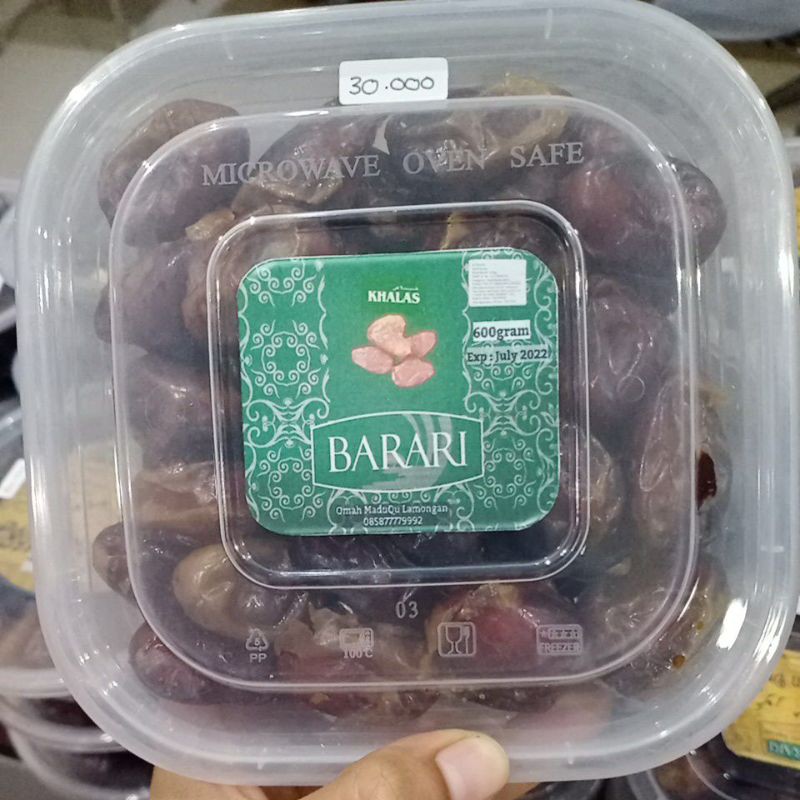 30.000
MICROWAVE OVEN SAFE
KHALAS
600gram
Exp : July 2022
BARARI
Omah MaduQu Lamongan
085877779992
03
PP
100°C
FREEZER